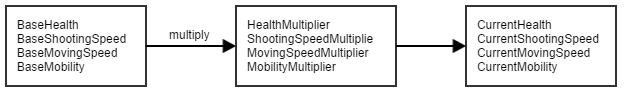 BaseHealth
BaseShootingSpeed
BaseMovingSpeed
BaseMobility
multiply
HealthMultiplier
ShootingSpeedMultiplie
MovingSpeedMultiplier
MobilityMultiplier
CurrentHealth
CurrentShootingSpeed
CurrentMovingSpeed
CurrentMobility